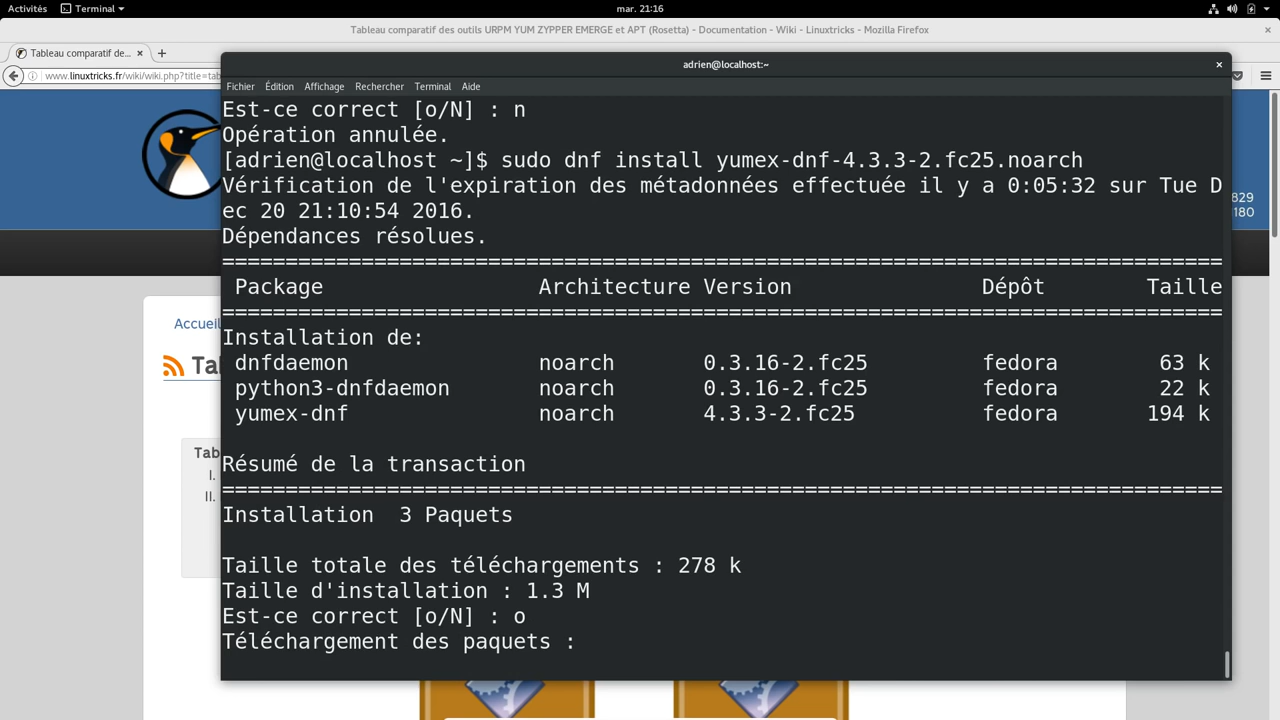 Activités Terminal mar. 21:16
Tableau comparatif des outils URPM YUM ZYPPER EMERGE et APT (Rosetta) - Documentation - Wiki - Linuxtricks - Mozilla Firefox
Tableau comparatif de... ×
www.linuxtricks.fr/wiki/wiki.php?title=tab
adrien@localhost:~
Fichier Édition Affichage Rechercher Terminal Aide
Est-ce correct [o/N] : n
Opération annulée.
[adrien@localhost ~]$ sudo dnf install yumex-dnf-4.3.3-2.fc25.noarch
Vérification de l'expiration des métadonnées effectuée il y a 0:05:32 sur Tue D
ec 20 21:10:54 2016.
Dépendances résolues.
================================================================================
Package Architecture Version Dépôt Taille
================================================================================
Installation de:
dnfdaemon noarch 0.3.16-2.fc25 fedora 63 k
python3-dnfdaemon noarch 0.3.16-2.fc25 fedora 22 k
yumex-dnf noarch 4.3.3-2.fc25 fedora 194 k
Résumé de la transaction
================================================================================
Installation 3 Paquets
Taille totale des téléchargements : 278 k
Taille d'installation : 1.3 M
Est-ce correct [o/N] : o
Téléchargement des paquets :
829
180
Accueil
Ta
Tab
I.
II.